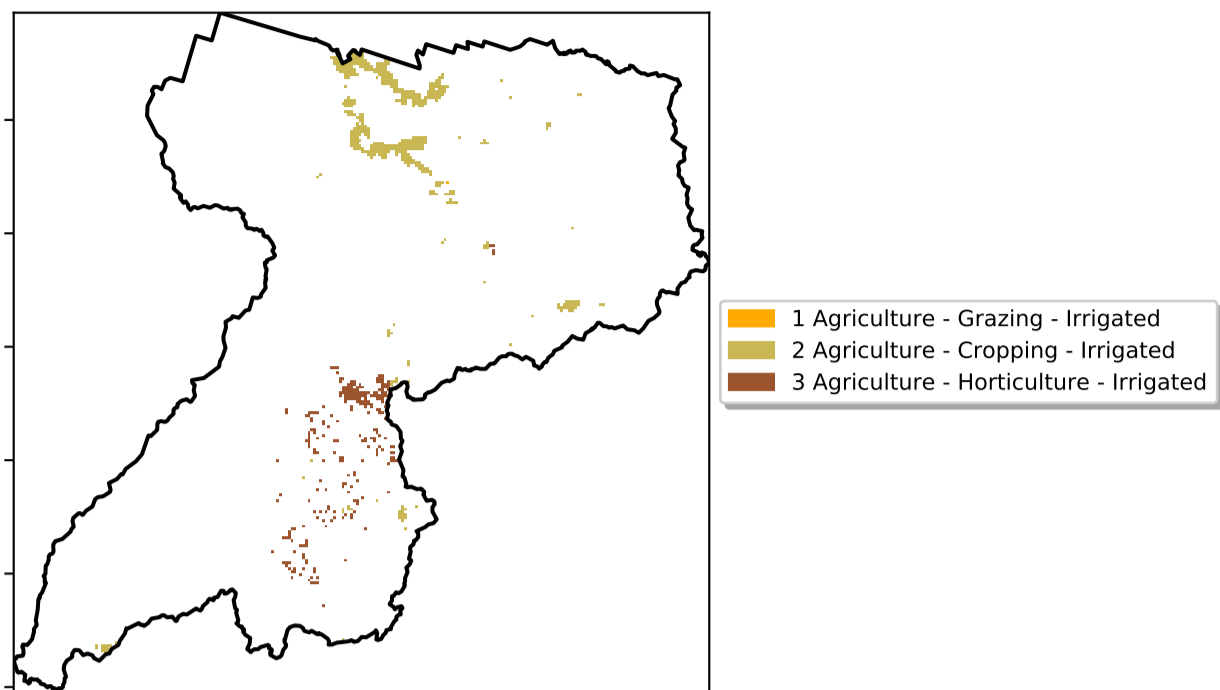 1 Agriculture - Grazing - Irrigated
2 Agriculture - Cropping - Irrigated
3 Agriculture - Horticulture - Irrigated